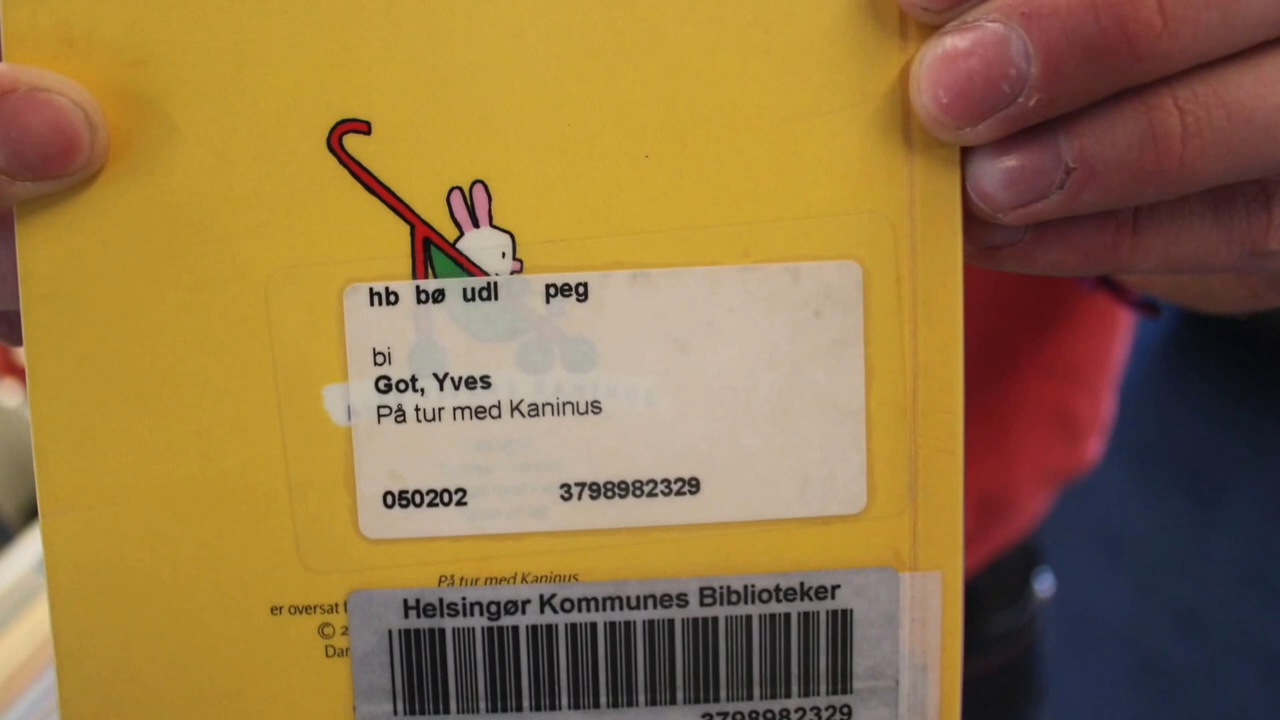 hb bø udl peg
bi
Got, Yves
På tur med Kaninus
050202 3798982329
På tur med Kaninus
er oversat
© 2
Helsingør Kommunes Biblioteker
3798982329